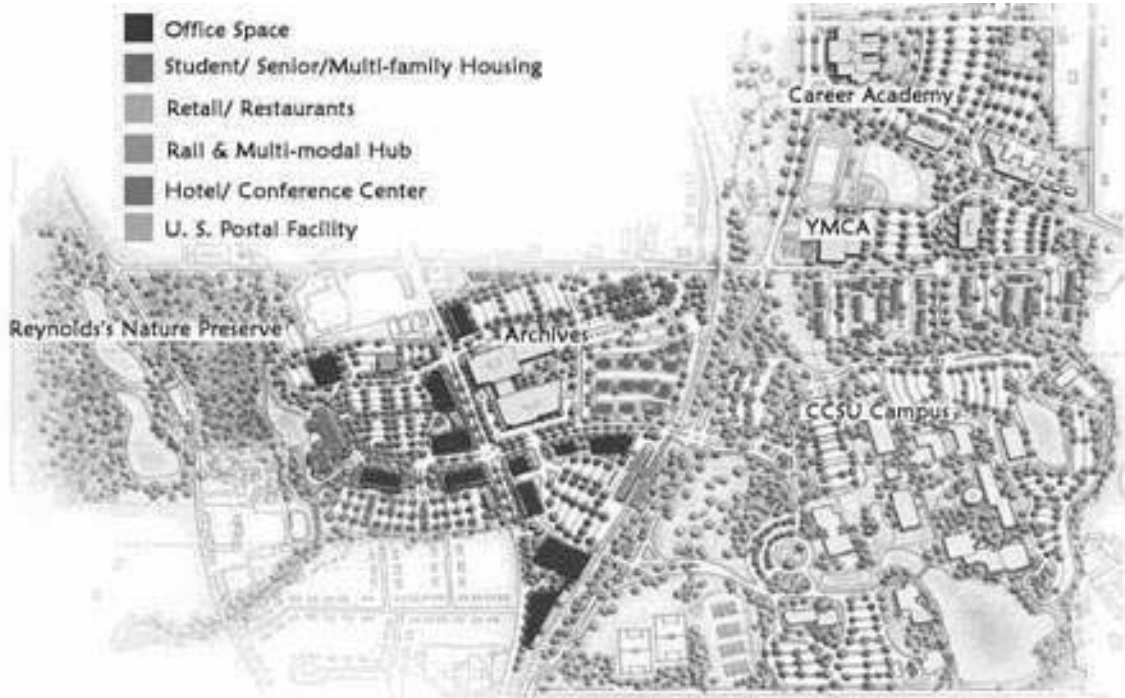 Office Space
Student/ Senior/Multi-family Housing
Retail/ Restaurants
Rail & Multi-modal Hub
Hotel/ Conference Center
U. S. Postal Facility
Career Academy
YMCA
Reynolds's Nature Preserve
Archives
CCSU Campus